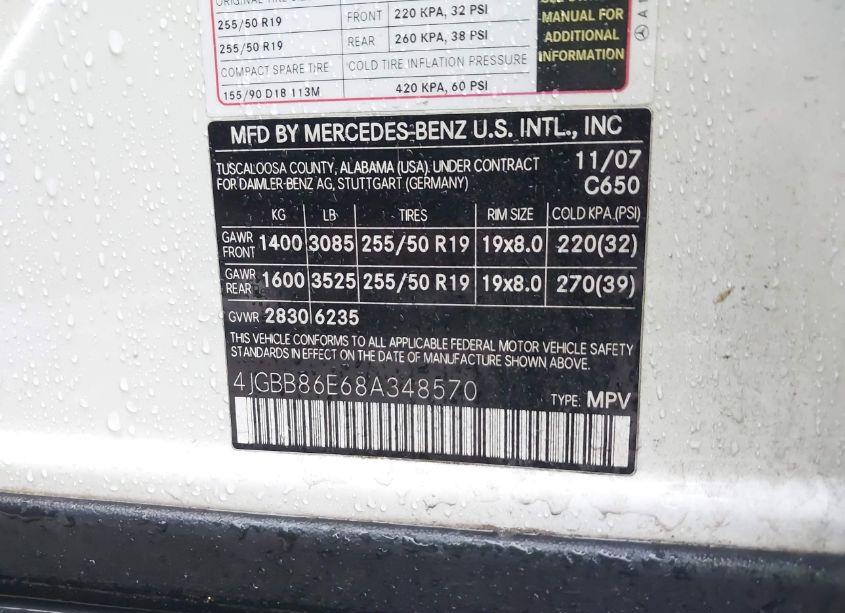 255/50 R19 FRONT 220 KPA, 32 PSI
255/50 R19 REAR 260 KPA, 38 PSI
COMPACT SPARE TIRE COLD TIRE INFLATION PRESSURE
155/90 D18 113M 420 KPA, 60 PSI
MANUAL FOR
ADDITIONAL
INFORMATION
MFD BY MERCEDES-BENZ U.S. INTL., INC
TUSCALOOSA COUNTY, ALABAMA (USA). UNDER CONTRACT 11/07
FOR DAIMLER-BENZ AG, STUTTGART (GERMANY) C650
KG LB TIRES RIM SIZE COLD KPA.(PSI)
GAWR FRONT 1400 3085 255/50 R19 19x8.0 220(32)
GAWR REAR 1600 3525 255/50 R19 19x8.0 270(39)
GVWR 2830 6235
THIS VEHICLE CONFORMS TO ALL APPLICABLE FEDERAL MOTOR VEHICLE SAFETY
STANDARDS IN EFFECT ON THE DATE OF MANUFACTURE SHOWN ABOVE.
4JGBB86E68A348570 TYPE: MPV